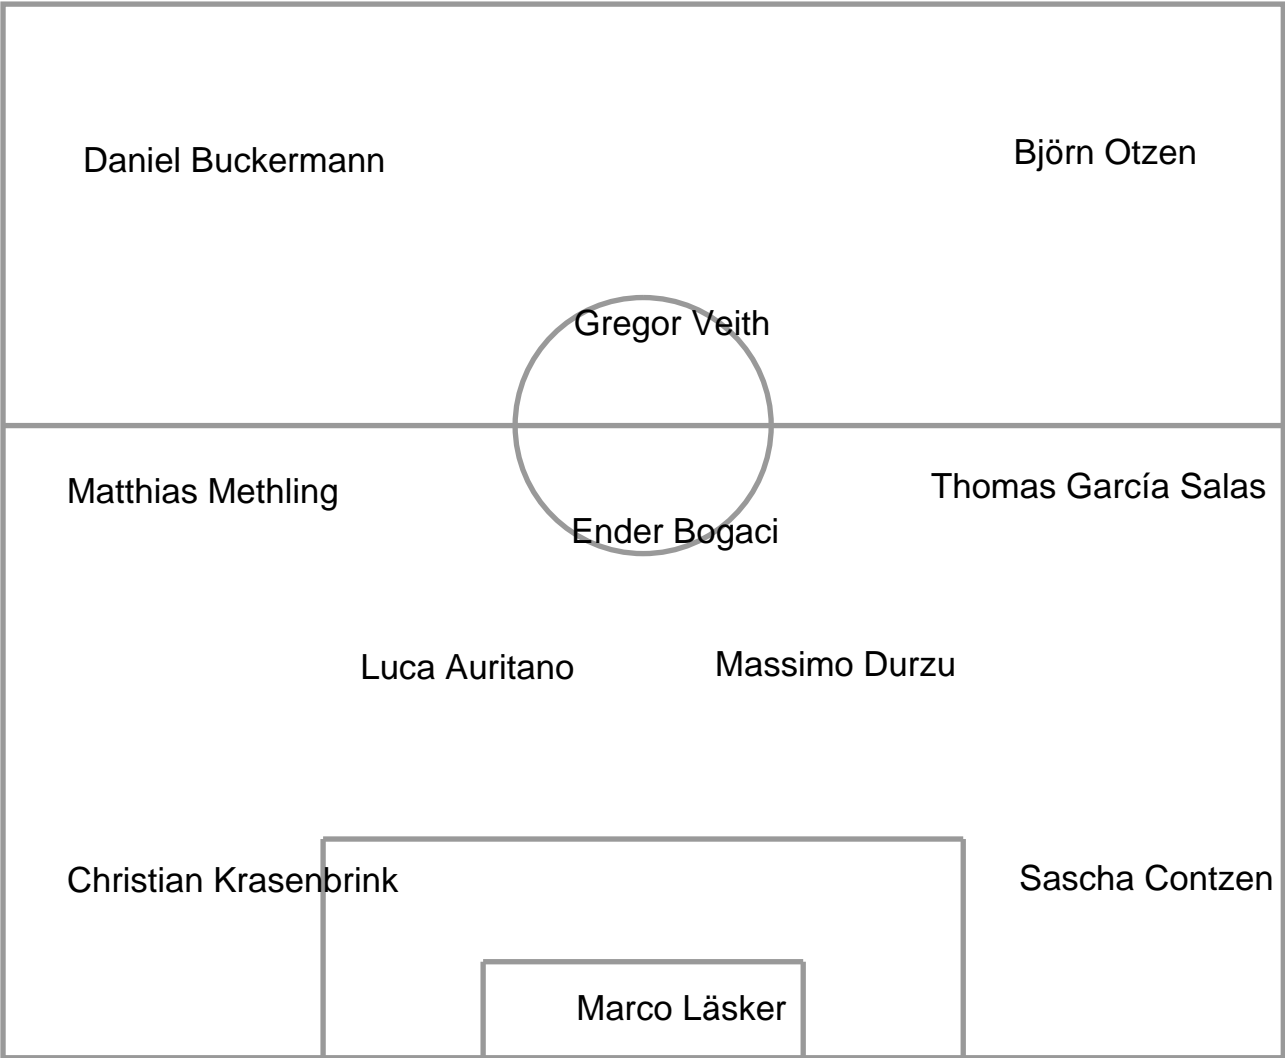 Daniel Buckermann
Björn Otzen
Gregor Veith
Matthias Methling
Thomas García Salas
Ender Bogaci
Luca Auritano
Massimo Durzu
Christian Krasenbrink
Sascha Contzen
Marco Läsker